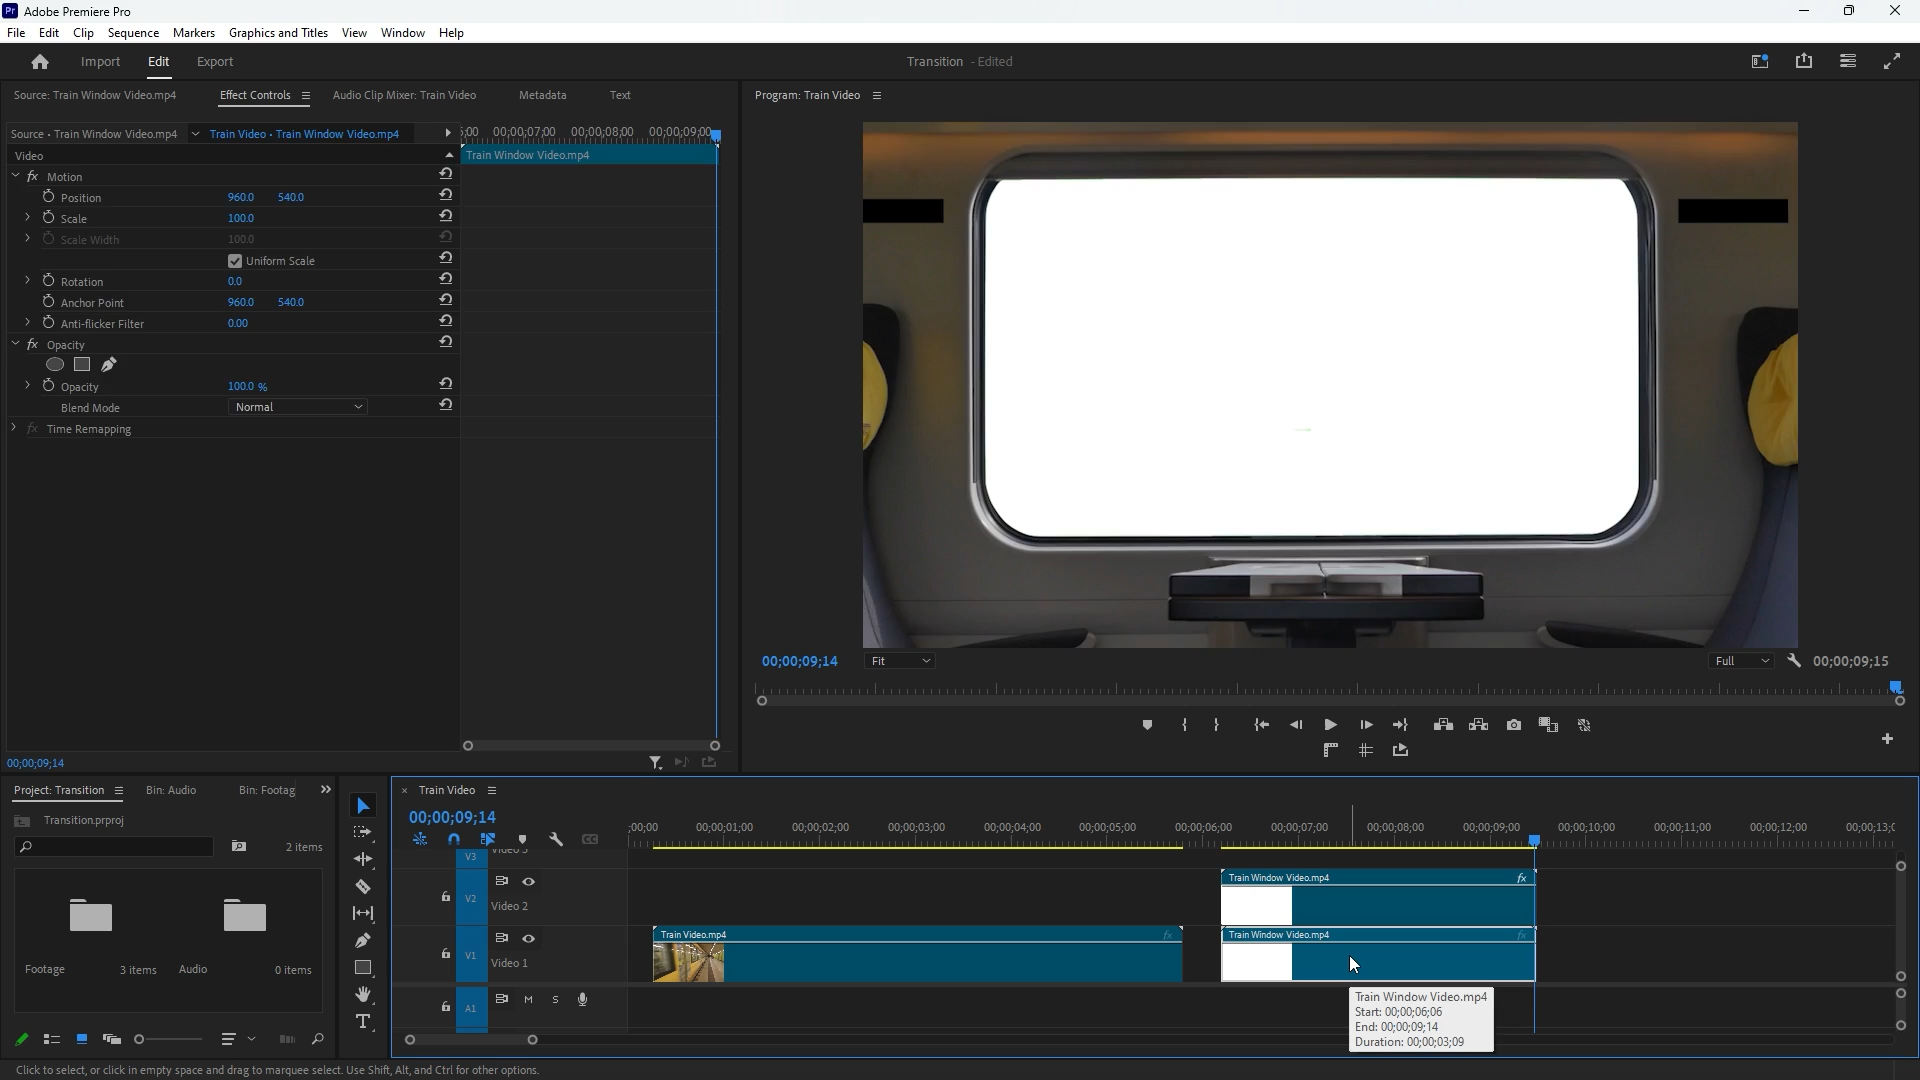 Pr Adobe Premiere Pro
File Edit Clip Sequence Markers Graphics and Titles View Window Help
Import Edit Export Transition - Edited
Source: Train Window Video.mp4 Effect Controls Audio Clip Mixer: Train Video Metadata Text
Program: Train Video
Source • Train Window Video.mp4 Train Video • Train Window Video.mp4
00;00;07;00 00;00;08;00 00;00;09;00
Video
Train Window Video.mp4
fx Motion
Position 960.0 540.0
Scale 100.0
Scale Width 100.0
Uniform Scale
Rotation 0.0
Anchor Point 960.0 540.0
Anti-flicker Filter 0.00
fx Opacity
Opacity 100.0 %
Blend Mode Normal
fx Time Remapping
00;00;09;14 Fit Full 00;00;09;15
00;00;09;14
Project: Transition Bin: Audio Bin: Footag
Transition.prproj
2 items
Footage 3 items Audio 0 items
× Train Video
00;00;09;14
;00;00 00;00;01;00 00;00;02;00 00;00;03;00 00;00;04;00 00;00;05;00 00;00;06;00 00;00;07;00 00;00;08;00 00;00;09;00 00;00;10;00 00;00;11;00 00;00;12;00 00;00;13;0
V3
V2 Video 2
Train Window Video.mp4 fx
V1 Video 1
Train Video.mp4 fx
Train Window Video.mp4 fx
A1 M S
Train Window Video.mp4
Start: 00;00;06;06
End: 00;00;09;14
Duration: 00;00;03;09
Click to select, or click in empty space and drag to marquee select. Use Shift, Alt, and Ctrl for other options.